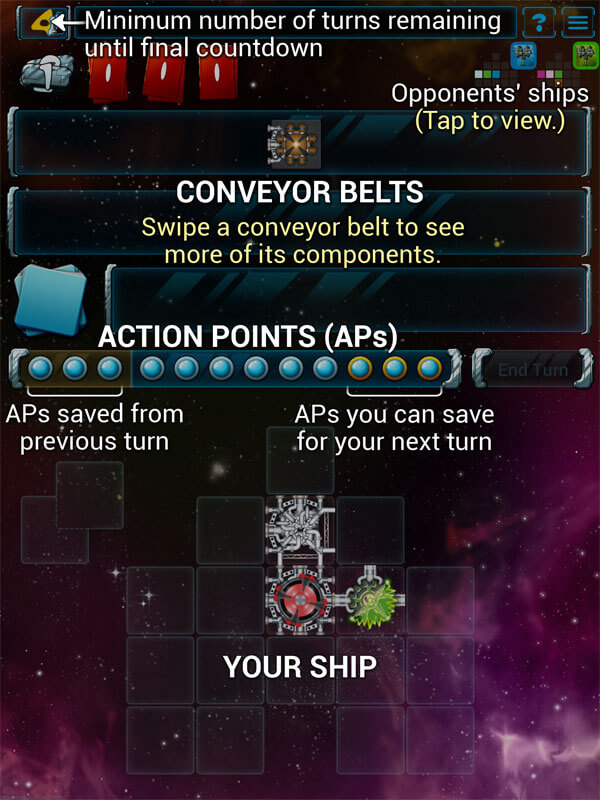 Minimum number of turns remaining
until final countdown
?
Opponents' ships
(Tap to view.)
CONVEYOR BELTS
Swipe a conveyor belt to see
more of its components.
ACTION POINTS (APs)
End Turn
APs saved from
previous turn
APs you can save
for your next turn
YOUR SHIP